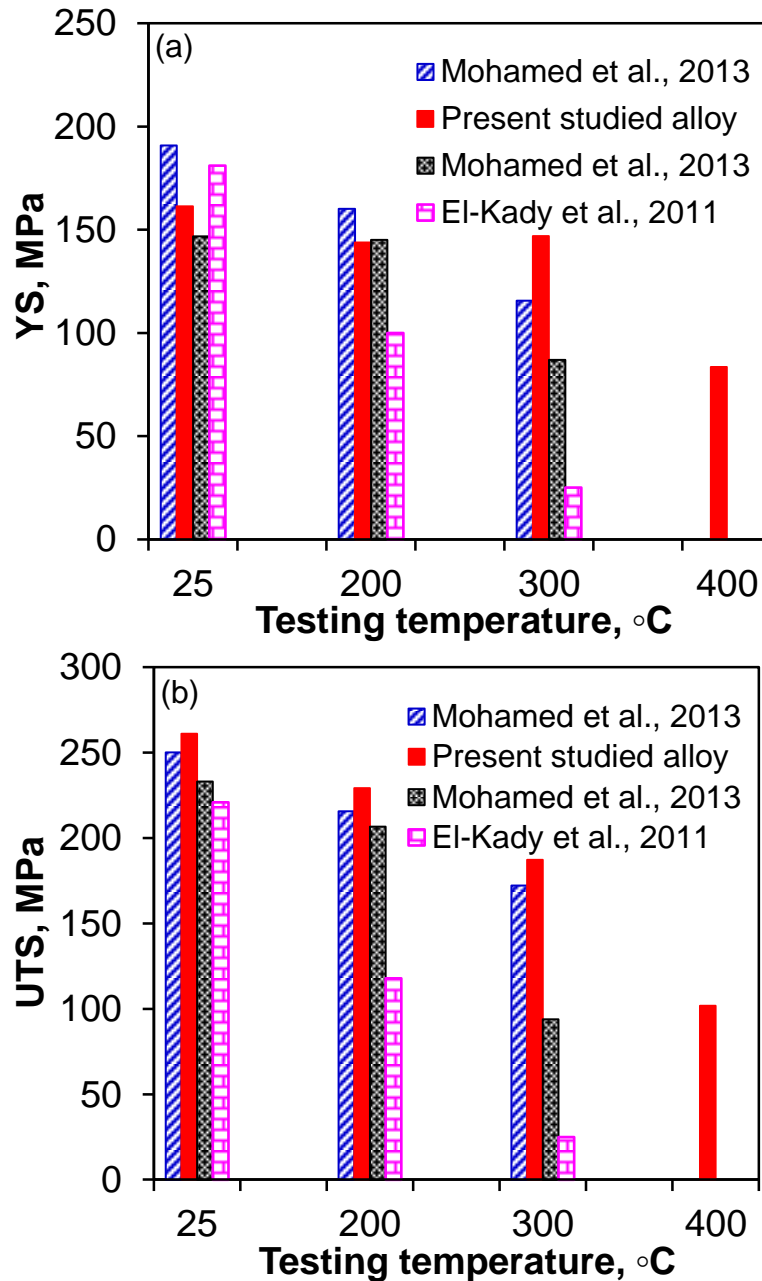 (a)
250
200
150
100
50
0
YS, MPa
Mohamed et al., 2013
Present studied alloy
Mohamed et al., 2013
El-Kady et al., 2011
25 200 300 400
Testing temperature, ◦C
(b)
300
250
200
150
100
50
0
UTS, MPa
Mohamed et al., 2013
Present studied alloy
Mohamed et al., 2013
El-Kady et al., 2011
25 200 300 400
Testing temperature, ◦C